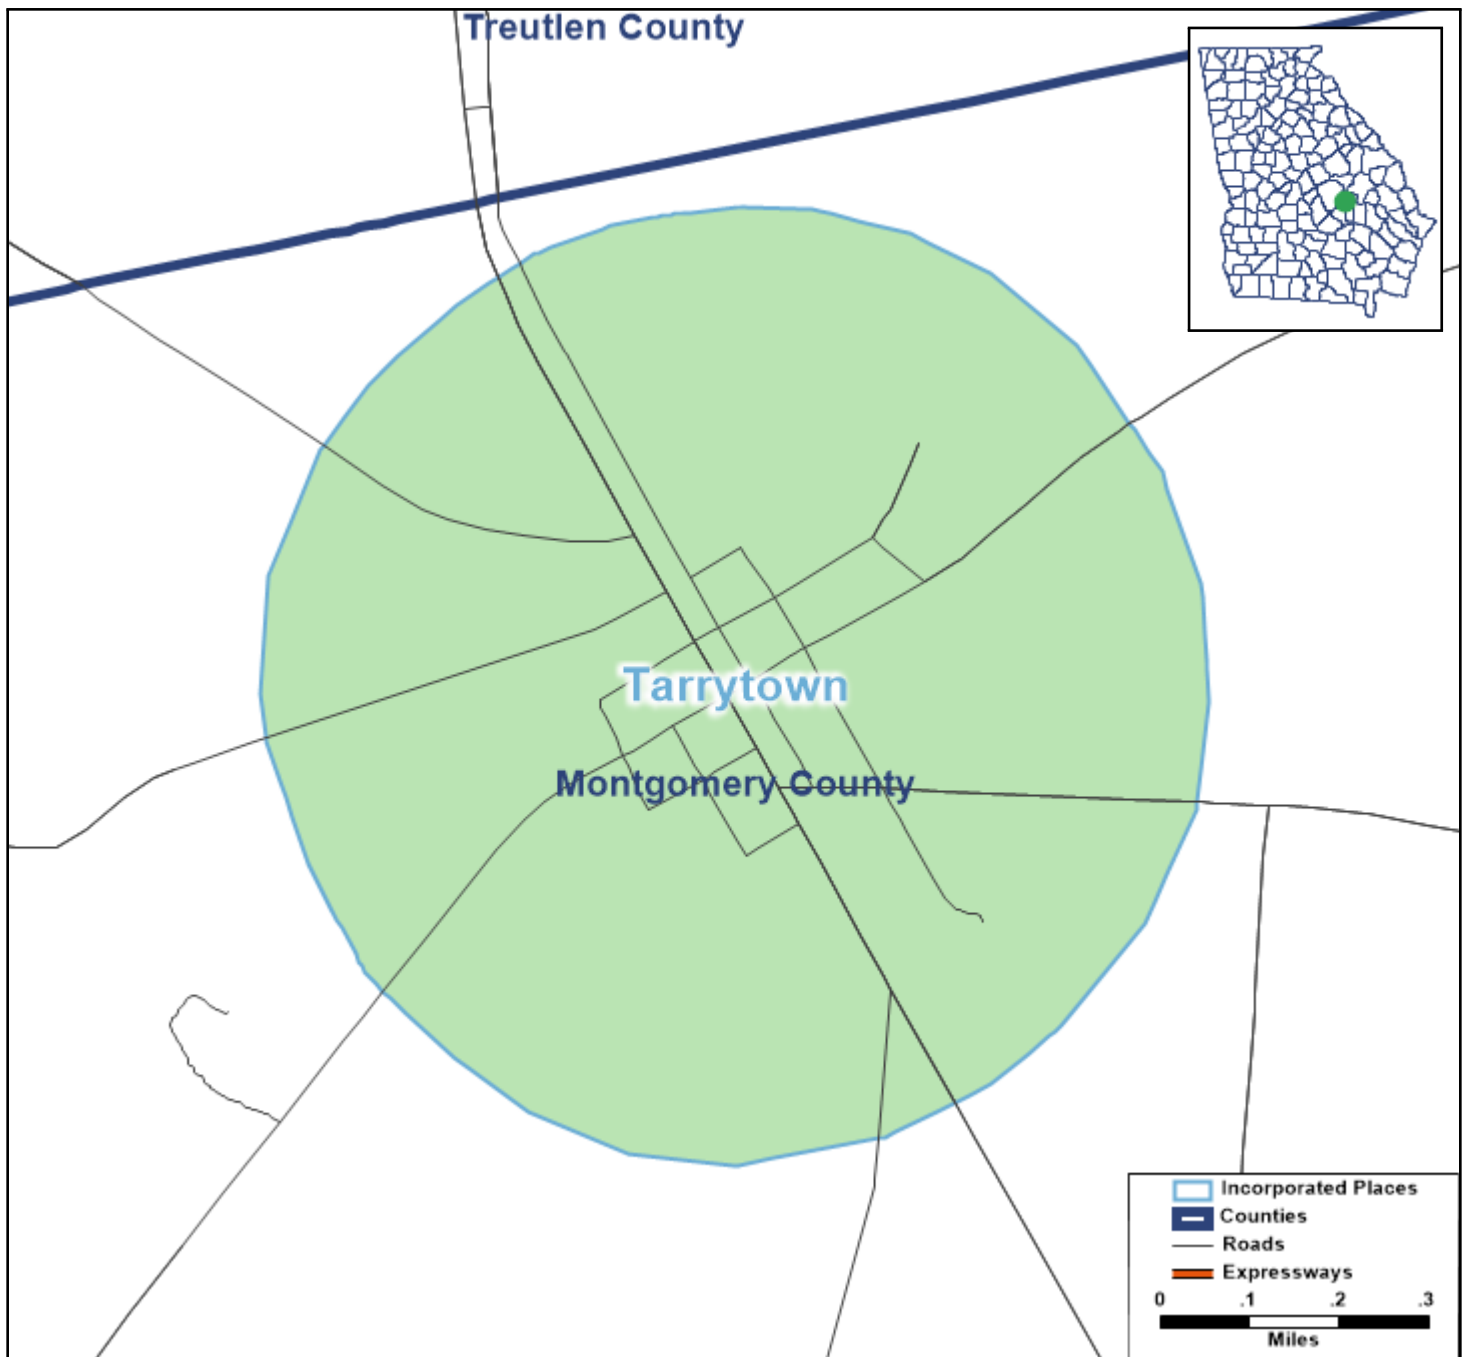 Treutlen County
Tarrytown
Montgomery County
Incorporated Places
Counties
Roads
Expressways
0 .1 .2 .3
Miles